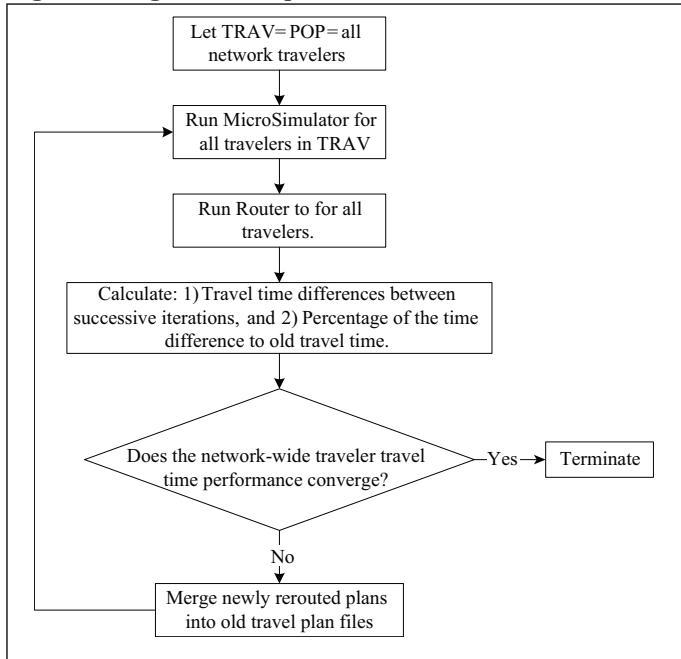 Let TRAV= POP= all
network travelers
Run MicroSimulator for
all travelers in TRAV
Run Router to for all
travelers.
Calculate: 1) Travel time differences between
successive iterations, and 2) Percentage of the time
difference to old travel time.
Does the network-wide traveler travel
time performance converge?
Yes
Terminate
No
Merge newly rerouted plans
into old travel plan files